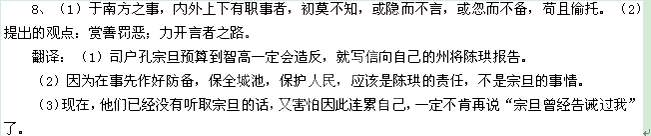 8、（1）于南方之事，内外上下有职事者，初莫不知，或隐而不言，或忽而不备，苟且偷托。（2）
提出的观点：赏善罚恶；力开言者之路。
翻译：（1）司户孔宗旦预算到智高一定会造反，就写信向自己的州将陈珙报告。
（2）因为在事先作好防备，保全城池，保护人民，应该是陈珙的责任，不是宗旦的事情。
（3）现在，他们已经没有听取宗旦的话，又害怕因此连累自己，一定不肯再说“宗旦曾经告诫过我”
了。